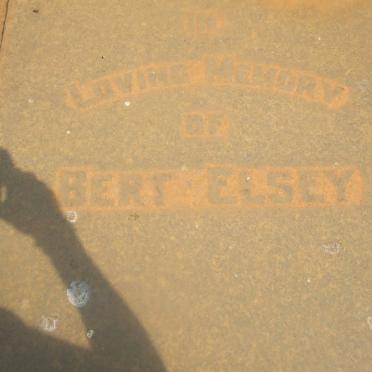 IN
LOVING MEMORY
OF
BERT ELSEY